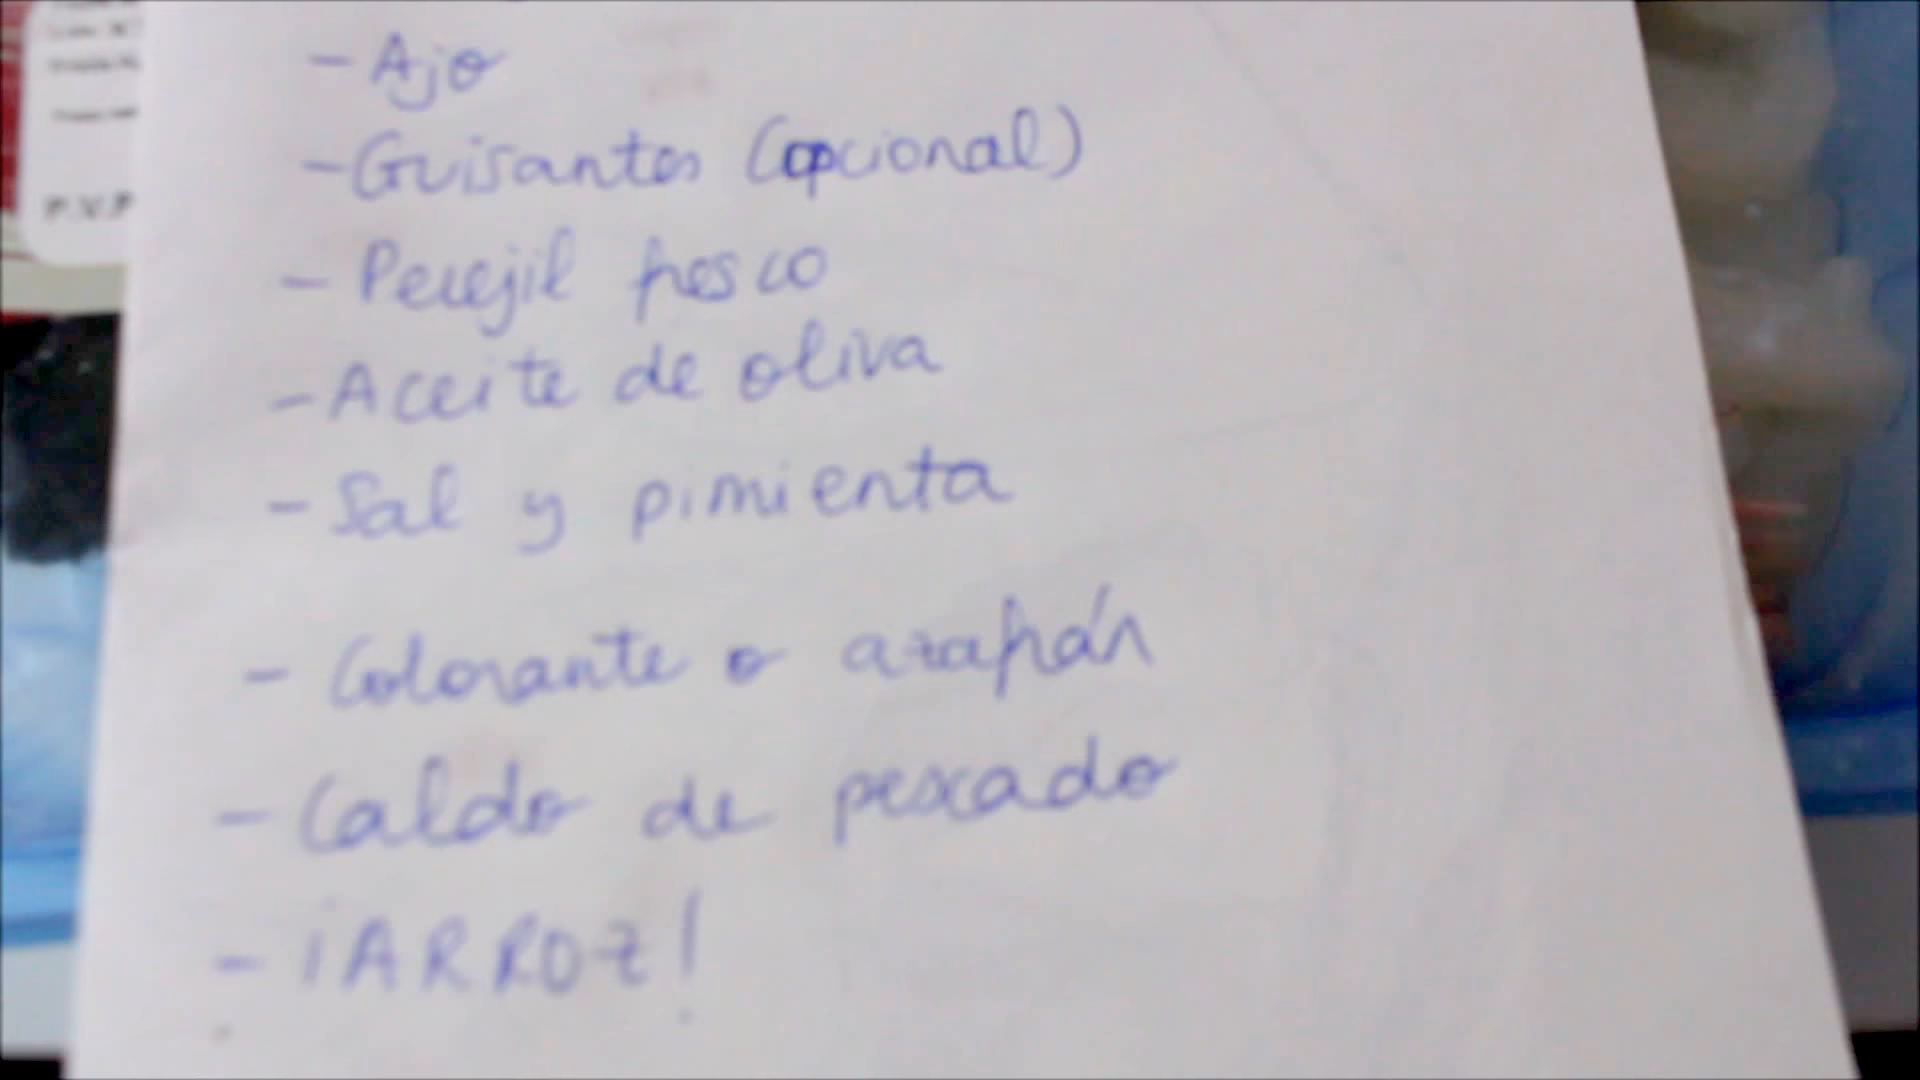 - Ajo
- Guisantes (opcional)
- Perejil fresco
- Aceite de oliva
- Sal y pimienta
- Colorante o azafrán
- Caldo de pescado
- ¡ARROZ!
P.V.P